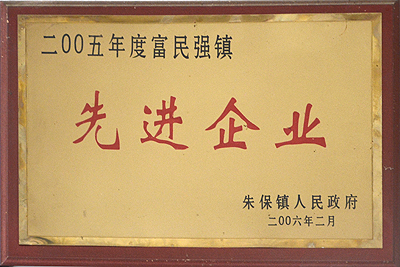 二00五年度富民强镇
先进企业
朱保镇人民政府
二00六年二月